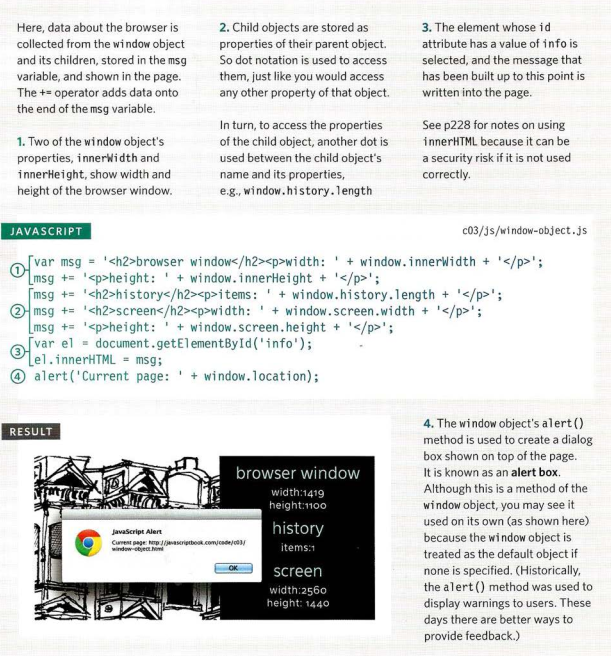 Here, data about the browser is
collected from the window object
and its children, stored in the msg
variable, and shown in the page.
The += operator adds data onto
the end of the msg variable.
1. Two of the window object's
properties, innerWidth and
innerHeight, show width and
height of the browser window.
2. Child objects are stored as
properties of their parent object.
So dot notation is used to access
them, just like you would access
any other property of that object.
In turn, to access the properties
of the child object, another dot is
used between the child object's
name and its properties,
e.g., window.history.length
3. The element whose id
attribute has a value of info is
selected, and the message that
has been built up to this point is
written into the page.
See p228 for notes on using
innerHTML because it can be
a security risk if it is not used
correctly.
JAVASCRIPT
c03/js/window-object.js
① var msg = '<h2>browser window</h2><p>width: ' + window.innerWidth + '</p>';
msg += '<p>height: ' + window.innerHeight + '</p>';
② msg += '<h2>history</h2><p>items: ' + window.history.length + '</p>';
msg += '<h2>screen</h2><p>width: ' + window.screen.width + '</p>';
msg += '<p>height: ' + window.screen.height + '</p>';
③ var el = document.getElementById('info');
el.innerHTML = msg;
④ alert('Current page: ' + window.location);
RESULT
JavaScript Alert
Current page: http://javascriptbook.com/code/c03/
window-object.html
OK
browser window
width:1419
height:1100
history
items:1
screen
width:2560
height: 1440
4. The window object's alert()
method is used to create a dialog
box shown on top of the page.
It is known as an alert box.
Although this is a method of the
window object, you may see it
used on its own (as shown here)
because the window object is
treated as the default object if
none is specified. (Historically,
the alert() method was used to
display warnings to users. These
days there are better ways to
provide feedback.)